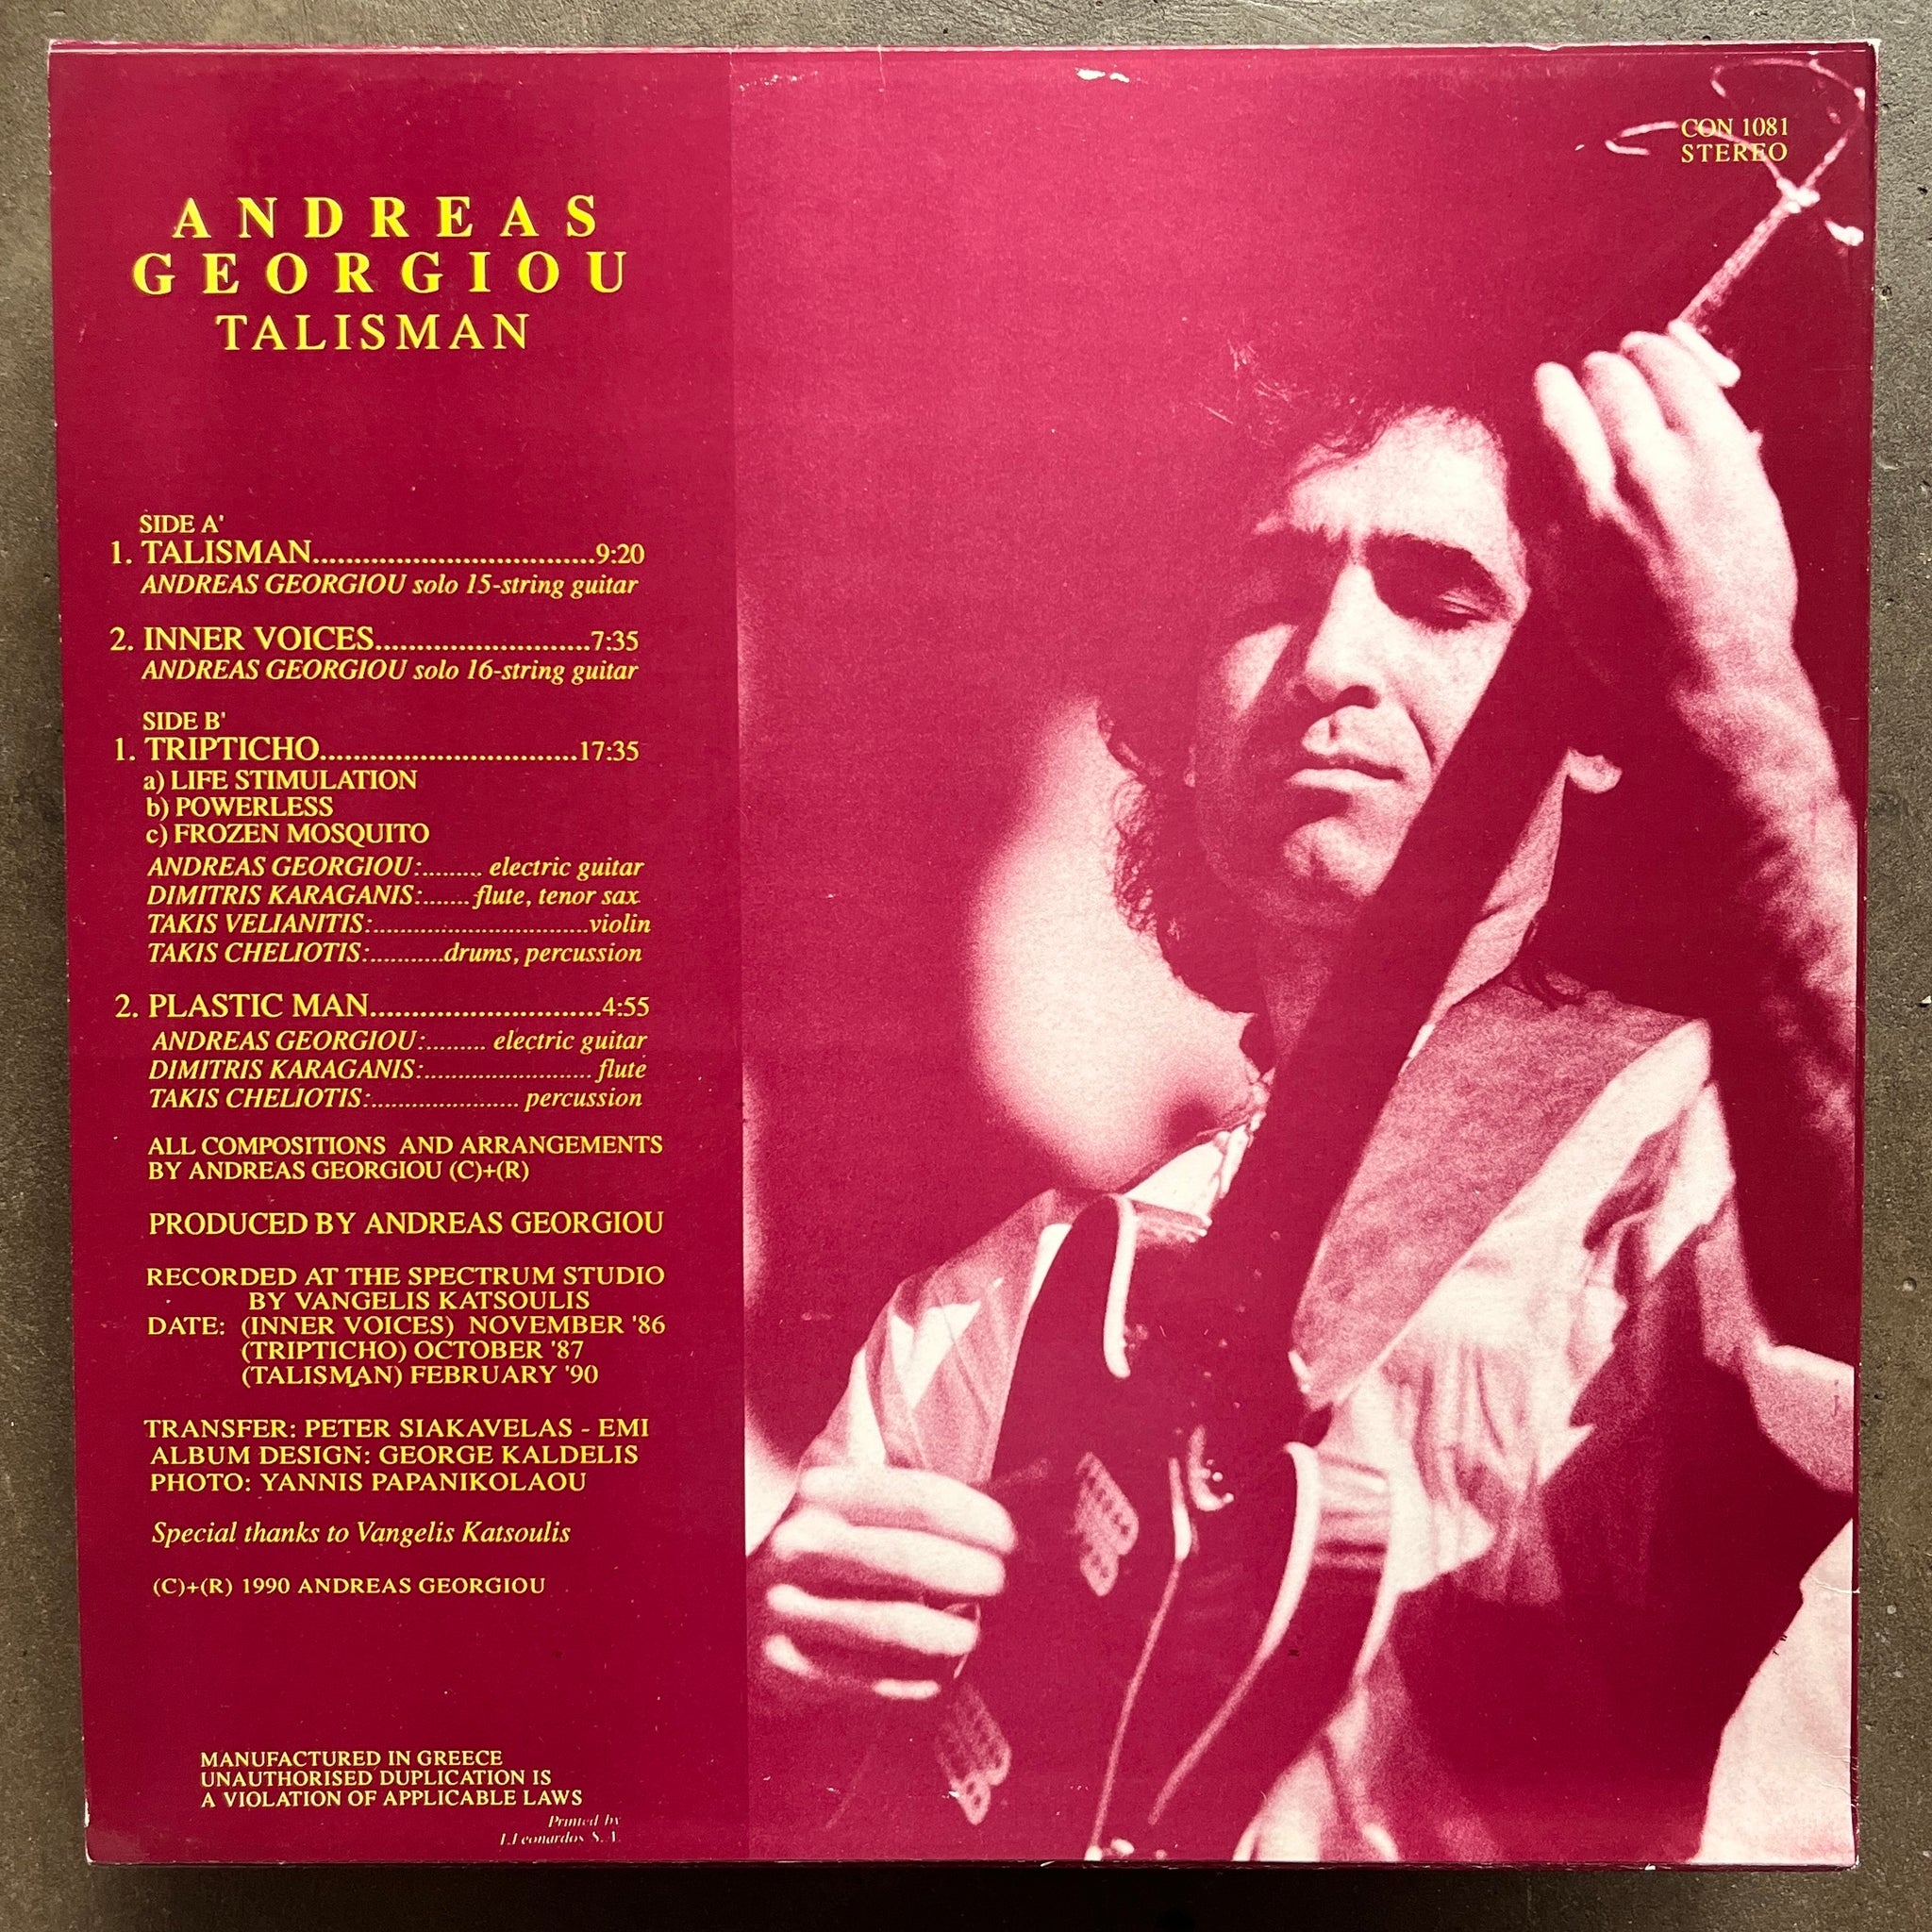 CON 1081
STEREO
ANDREAS
GEORGIOU
TALISMAN
SIDE A'
1. TALISMAN..................................9:20
ANDREAS GEORGIOU solo 15-string guitar
2. INNER VOICES..........................7:35
ANDREAS GEORGIOU solo 16-string guitar
SIDE B'
1. TRIPTICHO...............................17:35
a) LIFE STIMULATION
b) POWERLESS
c) FROZEN MOSQUITO
ANDREAS GEORGIOU:......... electric guitar
DIMITRIS KARAGANIS:....... flute, tenor sax
TAKIS VELIANITIS:.................................violin
TAKIS CHELIOTIS:...........drums, percussion
2. PLASTIC MAN............................4:55
ANDREAS GEORGIOU:......... electric guitar
DIMITRIS KARAGANIS:......................... flute
TAKIS CHELIOTIS:...................... percussion
ALL COMPOSITIONS AND ARRANGEMENTS
BY ANDREAS GEORGIOU (C)+(R)
PRODUCED BY ANDREAS GEORGIOU
RECORDED AT THE SPECTRUM STUDIO
BY VANGELIS KATSOULIS
DATE: (INNER VOICES) NOVEMBER '86
(TRIPTICHO) OCTOBER '87
(TALISMAN) FEBRUARY '90
TRANSFER: PETER SIAKAVELAS - EMI
ALBUM DESIGN: GEORGE KALDELIS
PHOTO: YANNIS PAPANIKOLAOU
Special thanks to Vangelis Katsoulis
(C)+(R) 1990 ANDREAS GEORGIOU
MANUFACTURED IN GREECE
UNAUTHORISED DUPLICATION IS
A VIOLATION OF APPLICABLE LAWS
Printed by
I.Leonardos S.A.